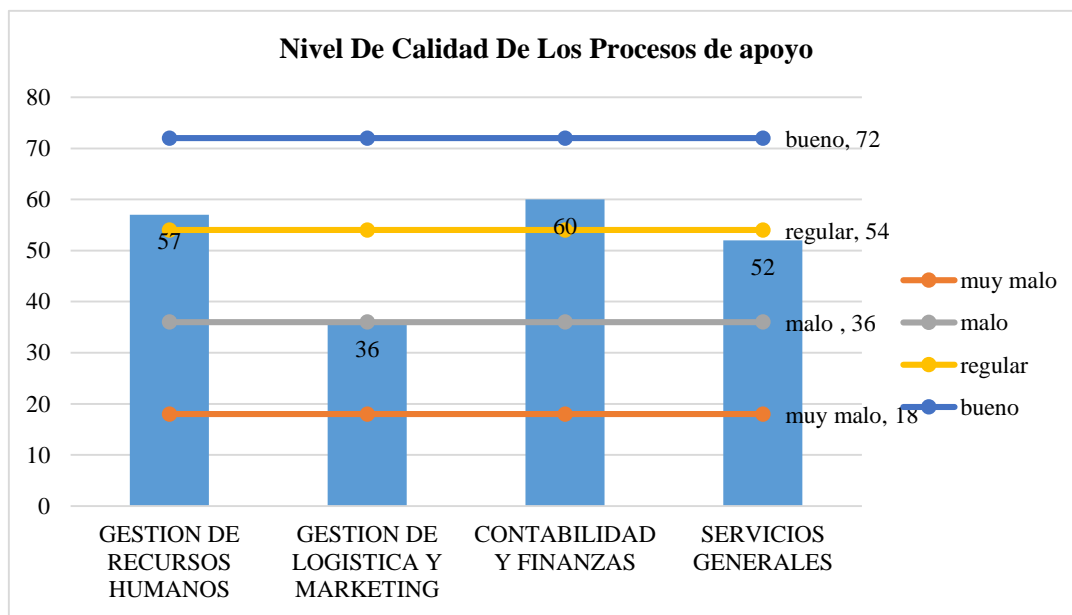 Nivel De Calidad De Los Procesos de apoyo
80
70
60
50
40
30
20
10
0
57
36
60
52
bueno, 72
regular, 54
malo , 36
muy malo, 18
GESTION DE
RECURSOS
HUMANOS
GESTION DE
LOGISTICA Y
MARKETING
CONTABILIDAD
Y FINANZAS
SERVICIOS
GENERALES
muy malo
malo
regular
bueno